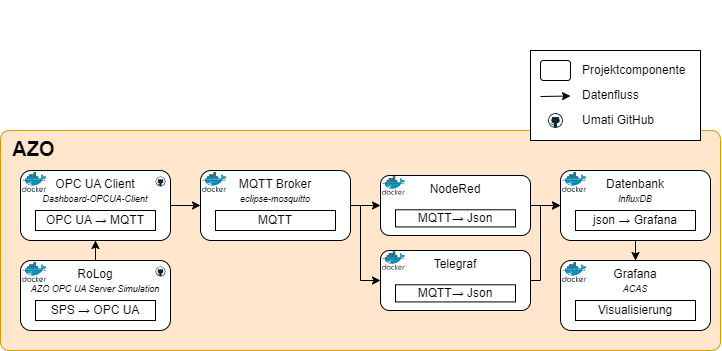 Projektcomponente
Datenfluss
Umati GitHub
AZO
docker
OPC UA Client
Dashboard-OPCUA-Client
OPC UA → MQTT
docker
MQTT Broker
eclipse-mosquitto
MQTT
docker
NodeRed
MQTT→ Json
docker
Datenbank
InfluxDB
json → Grafana
docker
RoLog
AZO OPC UA Server Simulation
SPS → OPC UA
docker
Telegraf
MQTT→ Json
docker
Grafana
ACAS
Visualisierung